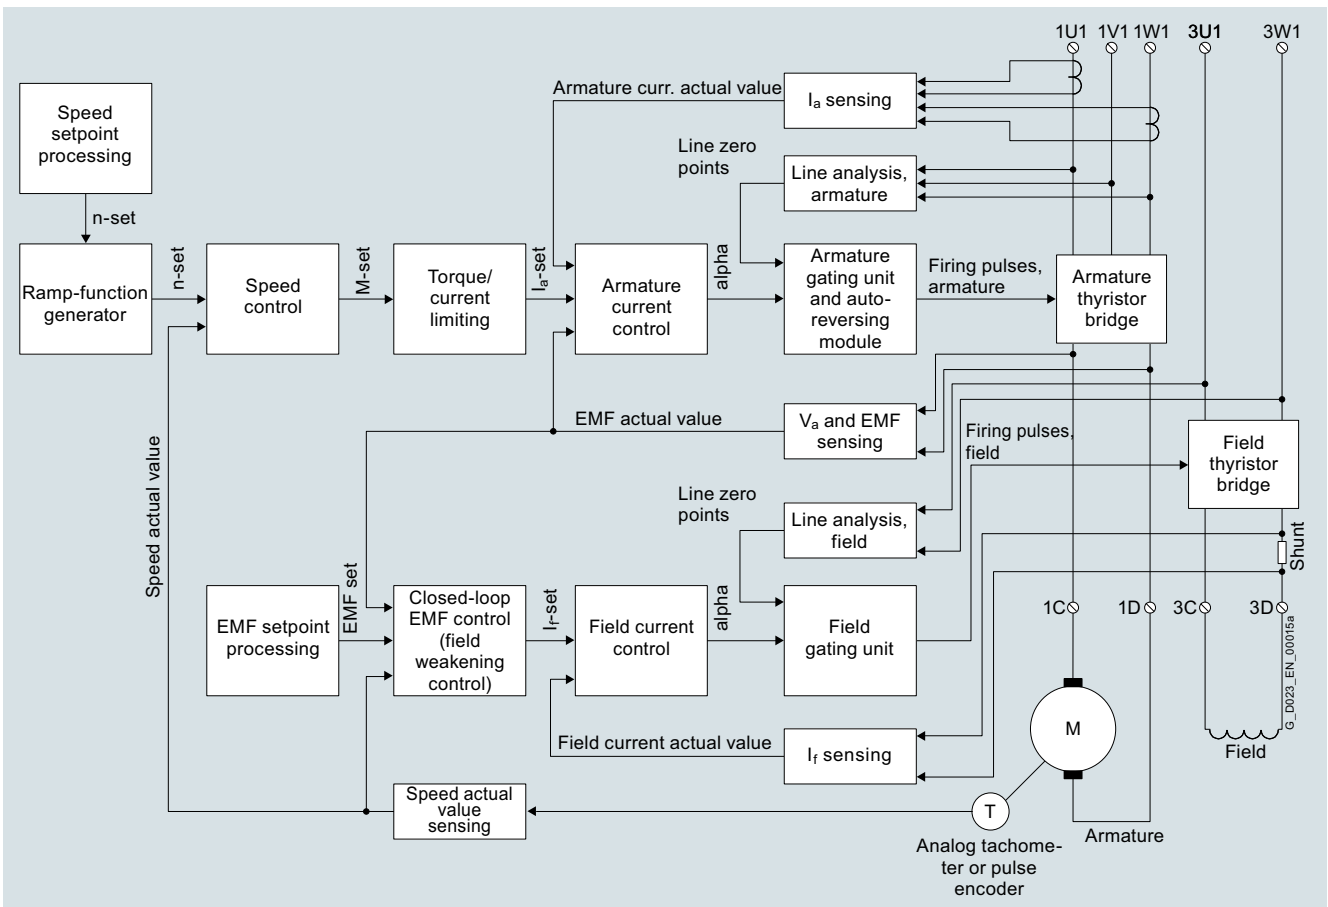 1U1 1V1 1W1 3U1 3W1
Speed
setpoint
processing
Armature curr. actual value
Ia sensing
Line zero
points
Line analysis,
armature
n-set
Ramp-function
generator
n-set
Speed
control
M-set
Torque/
current
limiting
Ia-set
Armature
current
control
alpha
Armature
gating unit
and auto-
reversing
module
Firing pulses,
armature
Armature
thyristor
bridge
EMF actual value
Va and EMF
sensing
Firing pulses,
field
Field
thyristor
bridge
Speed actual value
Line zero
points
Line analysis,
field
Shunt
EMF setpoint
processing
EMF set
Closed-loop
EMF control
(field
weakening
control)
If-set
Field current
control
alpha
Field
gating unit
1C 1D 3C 3D
G_D023_EN_00015a
M
Field
Field current actual value
If sensing
Speed actual
value
sensing
T
Armature
Analog tachome-
ter or pulse
encoder